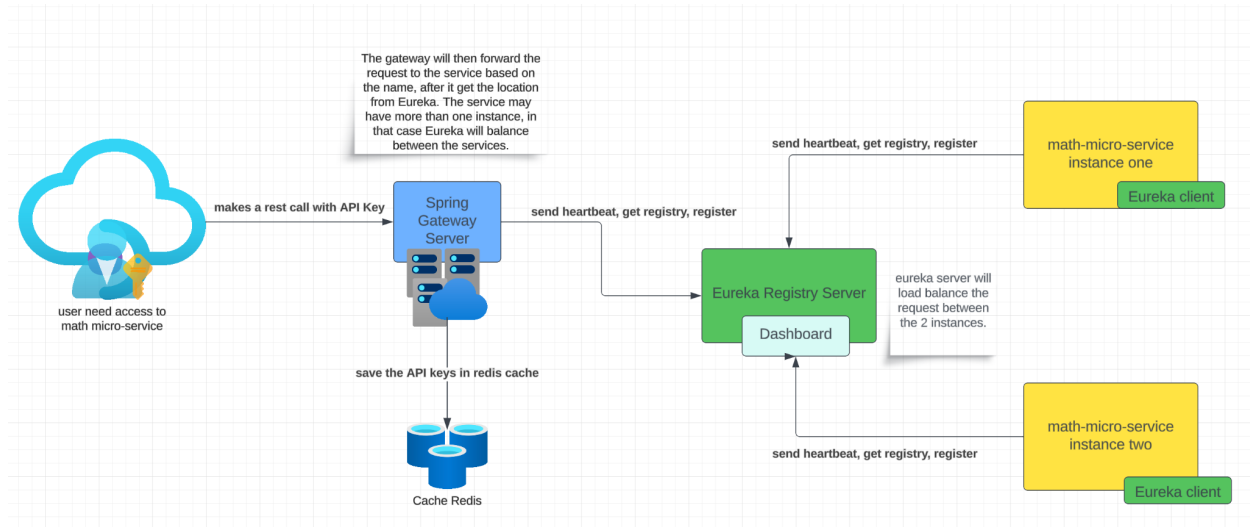 The gateway will then forward the
request to the service based on
the name, after it get the location
from Eureka. The service may
have more than one instance, in
that case Eureka will balance
between the services.
makes a rest call with API Key
user need access to
math micro-service
Spring
Gateway
Server
send heartbeat, get registry, register
save the API keys in redis cache
Cache Redis
Eureka Registry Server
Dashboard
eureka server will
load balance the
request between
the 2 instances.
send heartbeat, get registry, register
math-micro-service
instance one
Eureka client
send heartbeat, get registry, register
math-micro-service
instance two
Eureka client